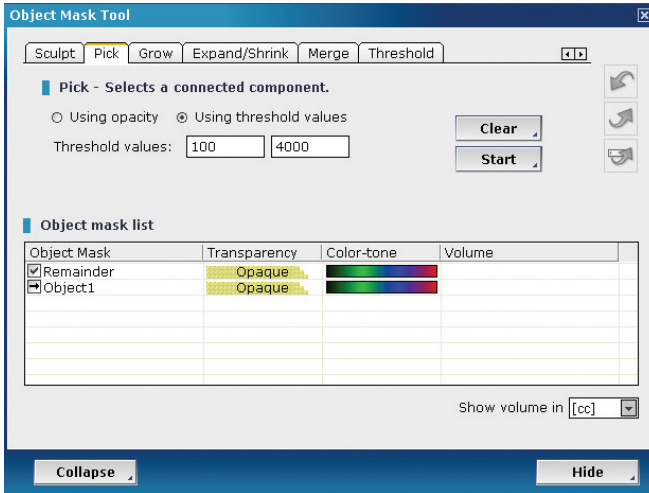 Object Mask Tool
Sculpt Pick Grow Expand/Shrink Merge Threshold
Pick - Selects a connected component.
Using opacity Using threshold values
Threshold values: 100 4000
Clear
Start
Object mask list
Object Mask Transparency Color-tone Volume
Remainder Opaque
Object1 Opaque
Show volume in [cc]
Collapse Hide